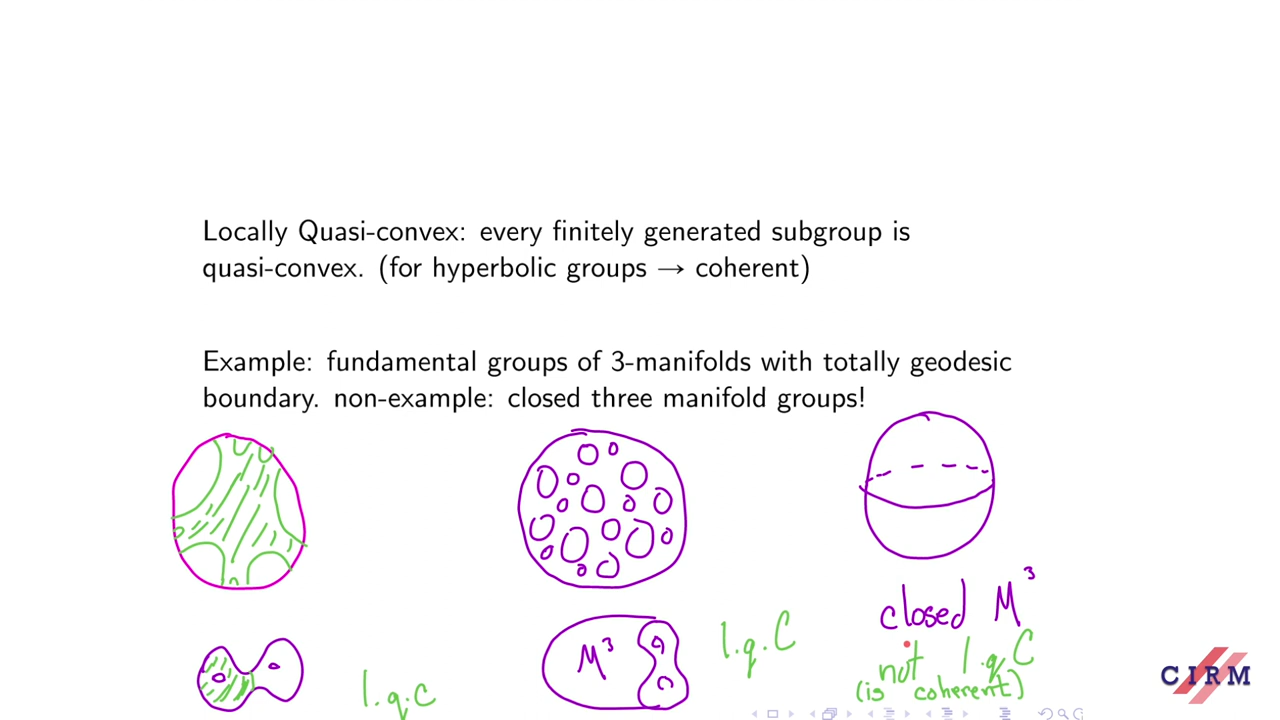 Locally Quasi-convex: every finitely generated subgroup is
quasi-convex. (for hyperbolic groups → coherent)
Example: fundamental groups of 3-manifolds with totally geodesic
boundary. non-example: closed three manifold groups!
l.q.C
M³
l.q.C
closed M³
not l.q.C
(is coherent)
CIRM